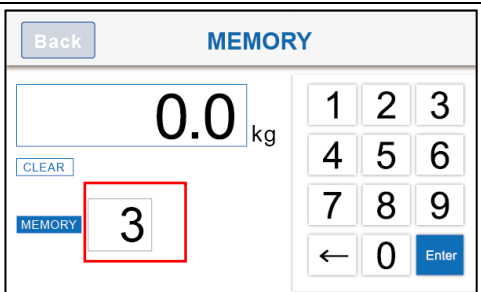 Back MEMORY
0.0 kg
CLEAR
MEMORY 3
1 2 3
4 5 6
7 8 9
← 0 Enter